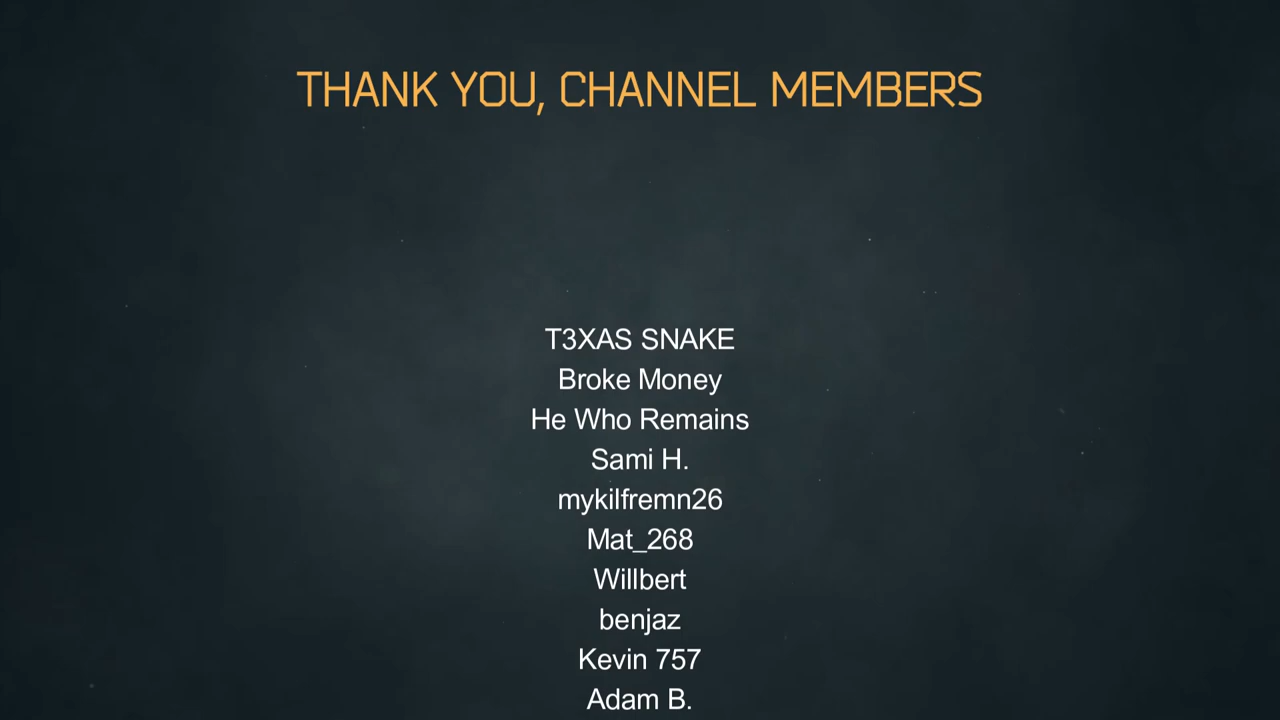 THANK YOU, CHANNEL MEMBERS
T3XAS SNAKE
Broke Money
He Who Remains
Sami H.
mykilfremn26
Mat_268
Willbert
benjaz
Kevin 757
Adam B.